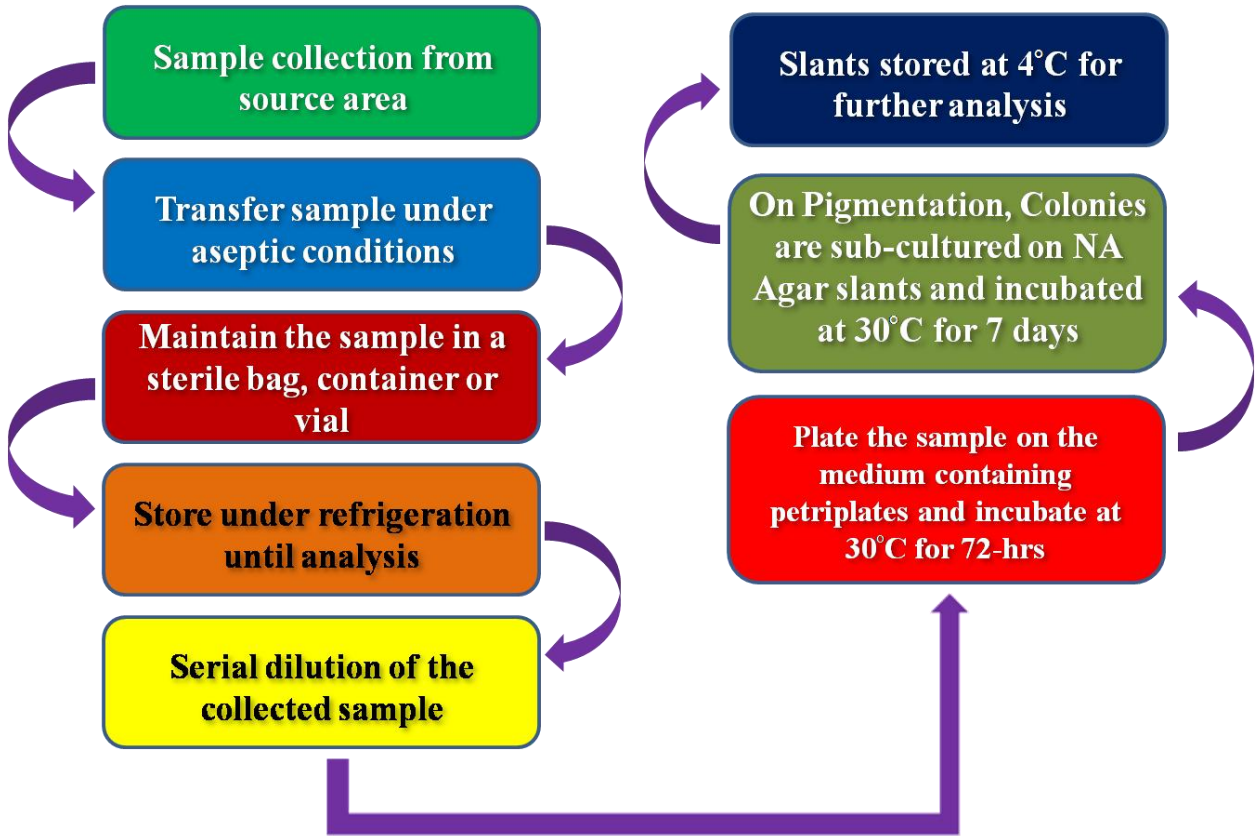 Sample collection from
source area
Transfer sample under
aseptic conditions
Maintain the sample in a
sterile bag, container or
vial
Store under refrigeration
until analysis
Serial dilution of the
collected sample
Plate the sample on the
medium containing
petriplates and incubate at
30°C for 72-hrs
On Pigmentation, Colonies
are sub-cultured on NA
Agar slants and incubated
at 30°C for 7 days
Slants stored at 4°C for
further analysis